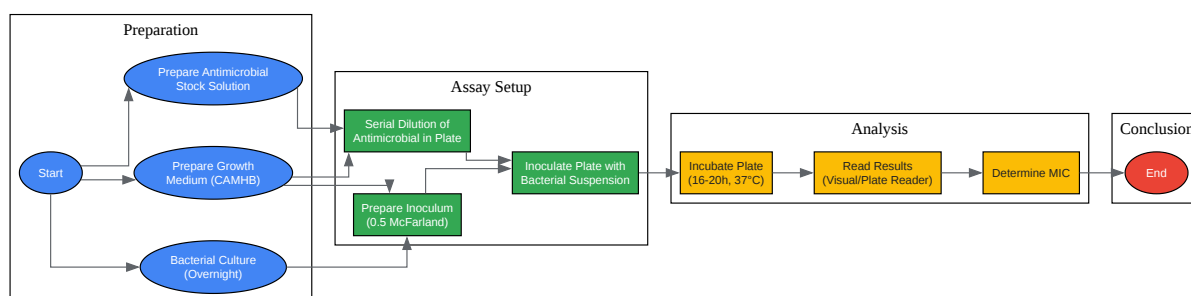 Preparation
Prepare Antimicrobial
Stock Solution
Start
Prepare Growth
Medium (CAMHB)
Bacterial Culture
(Overnight)
Assay Setup
Serial Dilution of
Antimicrobial in Plate
Prepare Inoculum
(0.5 McFarland)
Inoculate Plate with
Bacterial Suspension
Analysis
Incubate Plate
(16-20h, 37°C)
Read Results
(Visual/Plate Reader)
Determine MIC
Conclusion
End